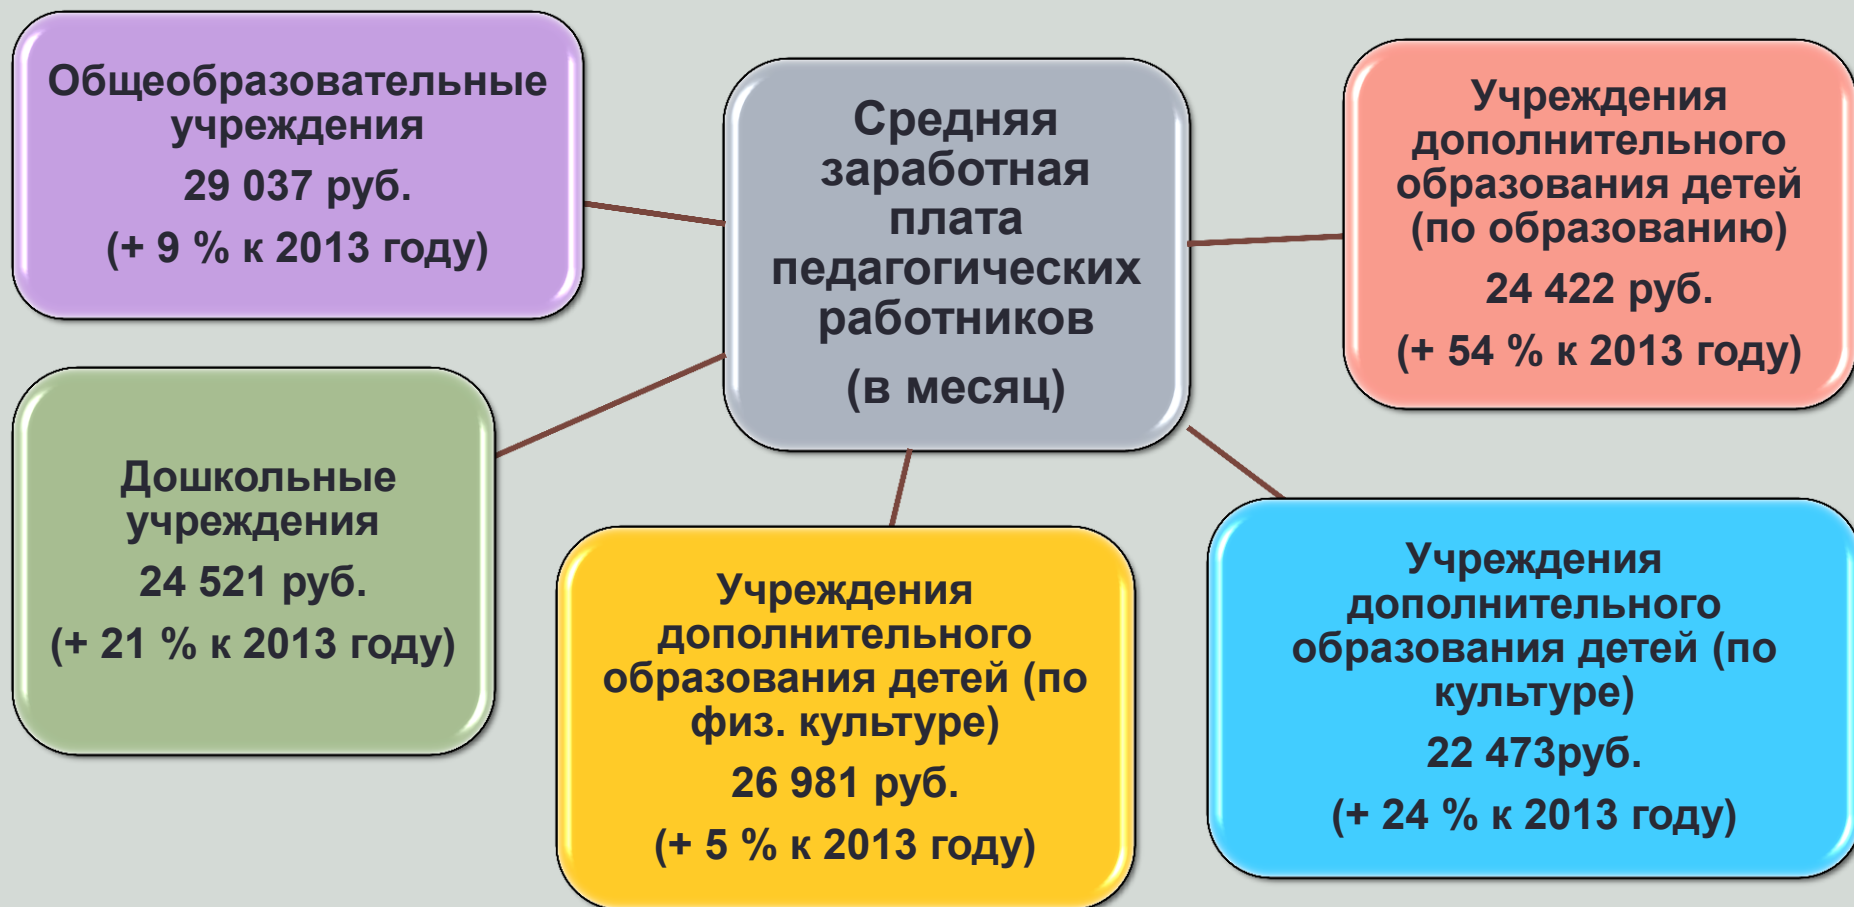 Общеобразовательные
учреждения
29 037 руб.
(+ 9 % к 2013 году)
Средняя
заработная
плата
педагогических
работников
(в месяц)
Учреждения
дополнительного
образования детей
(по образованию)
24 422 руб.
(+ 54 % к 2013 году)
Дошкольные
учреждения
24 521 руб.
(+ 21 % к 2013 году)
Учреждения
дополнительного
образования детей (по
физ. культуре)
26 981 руб.
(+ 5 % к 2013 году)
Учреждения
дополнительного
образования детей (по
культуре)
22 473руб.
(+ 24 % к 2013 году)